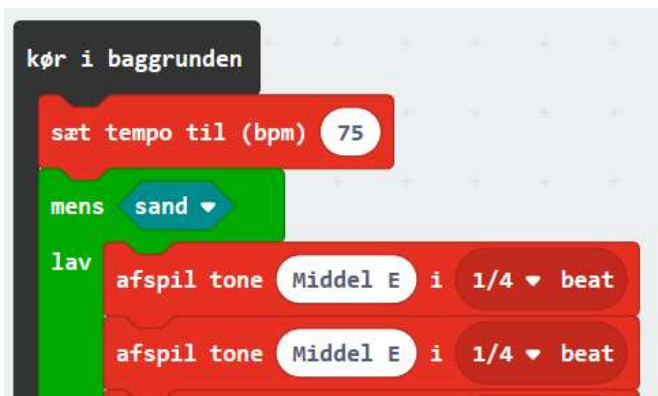 kør i baggrunden
sæt tempo til (bpm) 75
mens sand
lav
afspil tone Middel E i 1/4 beat
afspil tone Middel E i 1/4 beat